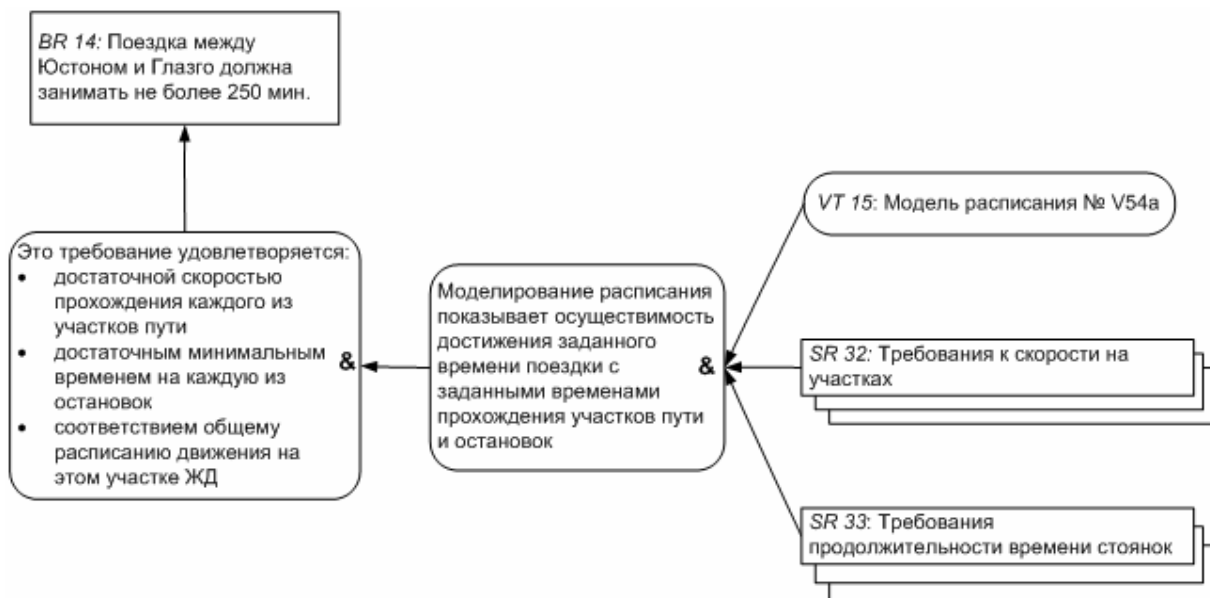 BR 14: Поездка между
Юстоном и Глазго должна
занимать не более 250 мин.
Это требование удовлетворяется:
• достаточной скоростью
прохождения каждого из
участков пути
• достаточным минимальным
временем на каждую из
остановок
• соответствием общему
расписанию движения на
этом участке ЖД
&
Моделирование расписания
показывает осуществимость
достижения заданного
времени поездки с
заданными временами
прохождения участков пути
и остановок
&
VT 15: Модель расписания № V54a
SR 32: Требования к скорости на
участках
SR 33: Требования
продолжительности времени стоянок